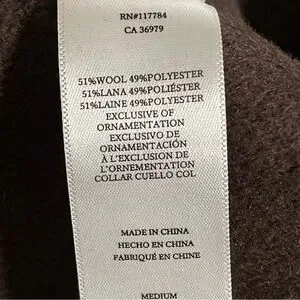 RN#117784
CA 36979
51%WOOL 49%POLYESTER
51%LANA 49%POLIÉSTER
51%LAINE 49%POLYESTER
EXCLUSIVE OF
ORNAMENTATION
EXCLUSIVO DE
ORNAMENTACIÓN
À L'EXCLUSION DE
L'ORNEMENTATION
COLLAR CUELLO COL
MADE IN CHINA
HECHO EN CHINA
FABRIQUÉ EN CHINE
MEDIUM